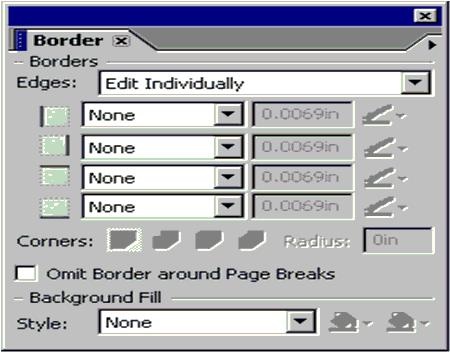 Border
Borders
Edges: Edit Individually
None 0.0069in
None 0.0069in
None 0.0069in
None 0.0069in
Corners: Radius: 0in
Omit Border around Page Breaks
Background Fill
Style: None